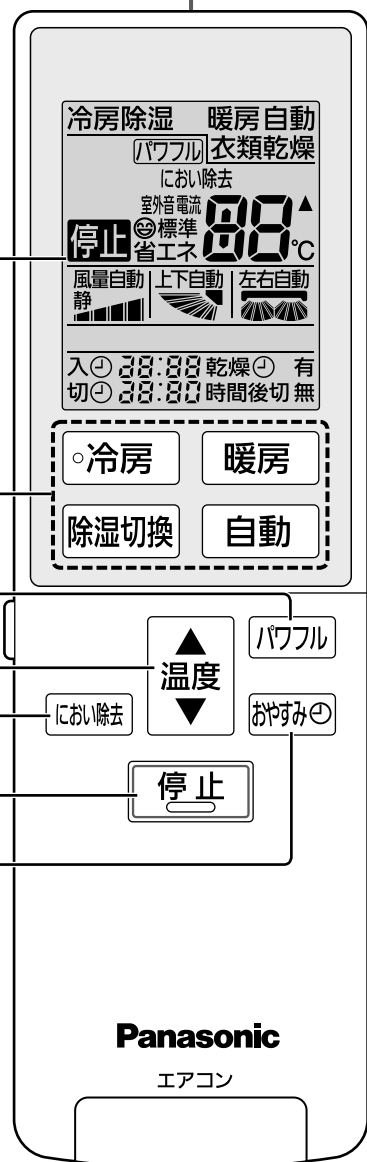 冷房除湿 暖房自動
パワフル 衣類乾燥
におい除去
室外音電流
停止 標準 88▲
省エネ ℃
風量自動 上下自動 左右自動
静
入 28:88 乾燥 有
切 28:80 時間後切 無
冷房 暖房
除湿切換 自動
パワフル
▲
温度
▼
におい除去 おやすみ
停止
Panasonic
エアコン